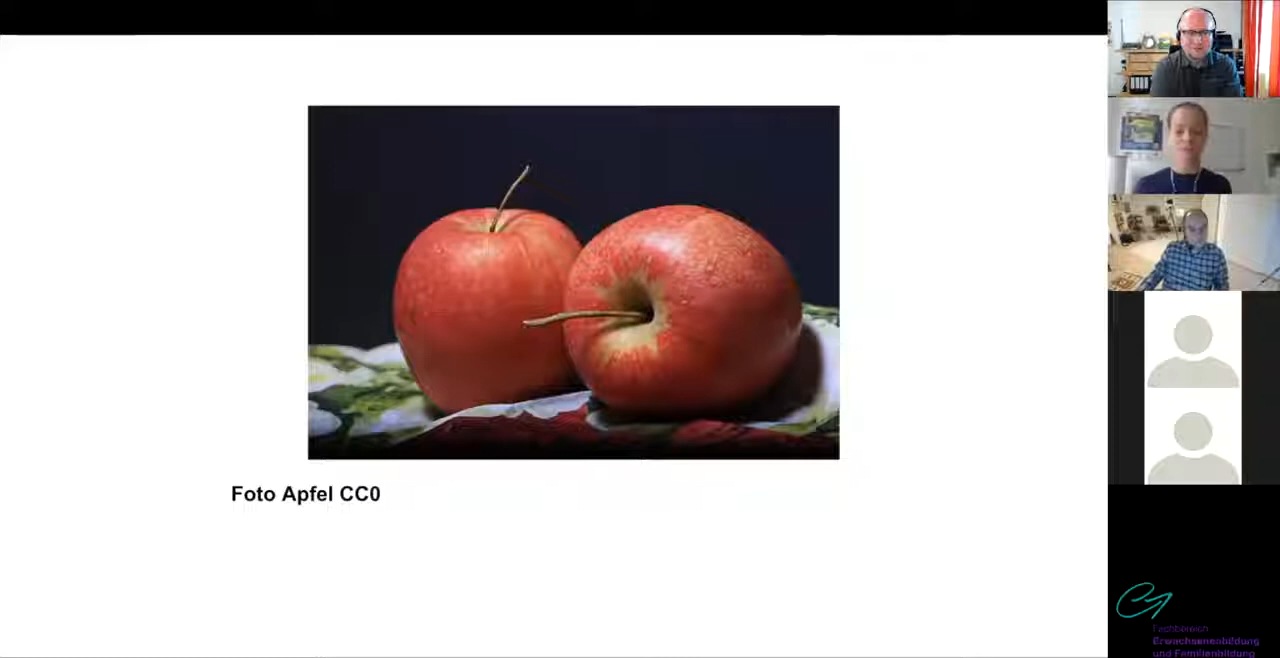 Foto Apfel CC0
Fachbereich
Erwachsenenbildung
und Familienbildung